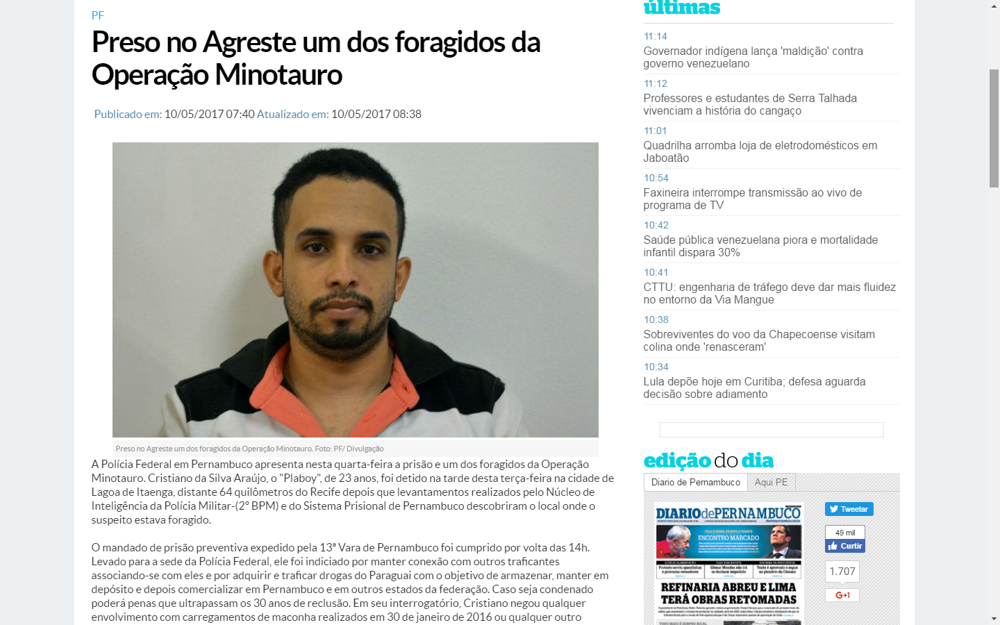 PF
Preso no Agreste um dos foragidos da
Operação Minotauro
Publicado em: 10/05/2017 07:40 Atualizado em: 10/05/2017 08:38
Preso no Agreste um dos foragidos da Operação Minotauro. Foto: PF/ Divulgação
A Polícia Federal em Pernambuco apresenta nesta quarta-feira a prisão e um dos foragidos da Operação
Minotauro. Cristiano da Silva Araújo, o "Plaboy", de 23 anos, foi detido na tarde desta terça-feira na cidade de
Lagoa de Itaenga, distante 64 quilômetros do Recife depois que levantamentos realizados pelo Núcleo de
Inteligência da Polícia Militar-(2º BPM) e do Sistema Prisional de Pernambuco descobriram o local onde o
suspeito estava foragido.
O mandado de prisão preventiva expedido pela 13ª Vara de Pernambuco foi cumprido por volta das 14h.
Levado para a sede da Polícia Federal, ele foi indiciado por manter conexão com outros traficantes
associando-se com eles e por adquirir e traficar drogas do Paraguai com o objetivo de armazenar, manter em
depósito e depois comercializar em Pernambuco e em outros estados da federação. Caso seja condenado
poderá penas que ultrapassam os 30 anos de reclusão. Em seu interrogatório, Cristiano negou qualquer
envolvimento com carregamentos de maconha realizados em 30 de janeiro de 2016 ou qualquer outro
últimas
11:14
Governador indígena lança 'maldição' contra
governo venezuelano
11:12
Professores e estudantes de Serra Talhada
vivenciam a história do cangaço
11:01
Quadrilha arromba loja de eletrodomésticos em
Jaboatão
10:54
Faxineira interrompe transmissão ao vivo de
programa de TV
10:42
Saúde pública venezuelana piora e mortalidade
infantil dispara 30%
10:41
CTTU: engenharia de tráfego deve dar mais fluidez
no entorno da Via Mangue
10:38
Sobreviventes do voo da Chapecoense visitam
colina onde 'renasceram'
10:34
Lula depõe hoje em Curitiba; defesa aguarda
decisão sobre adiamento
edição do dia
Diario de Pernambuco Aqui PE
DIARIO de PERNAMBUCO
ENCONTRO MARCADO
REFINARIA ABREU E LIMA
TERÁ OBRAS RETOMADAS
Tweetar
49 mil
Curtir
1.707
G+1